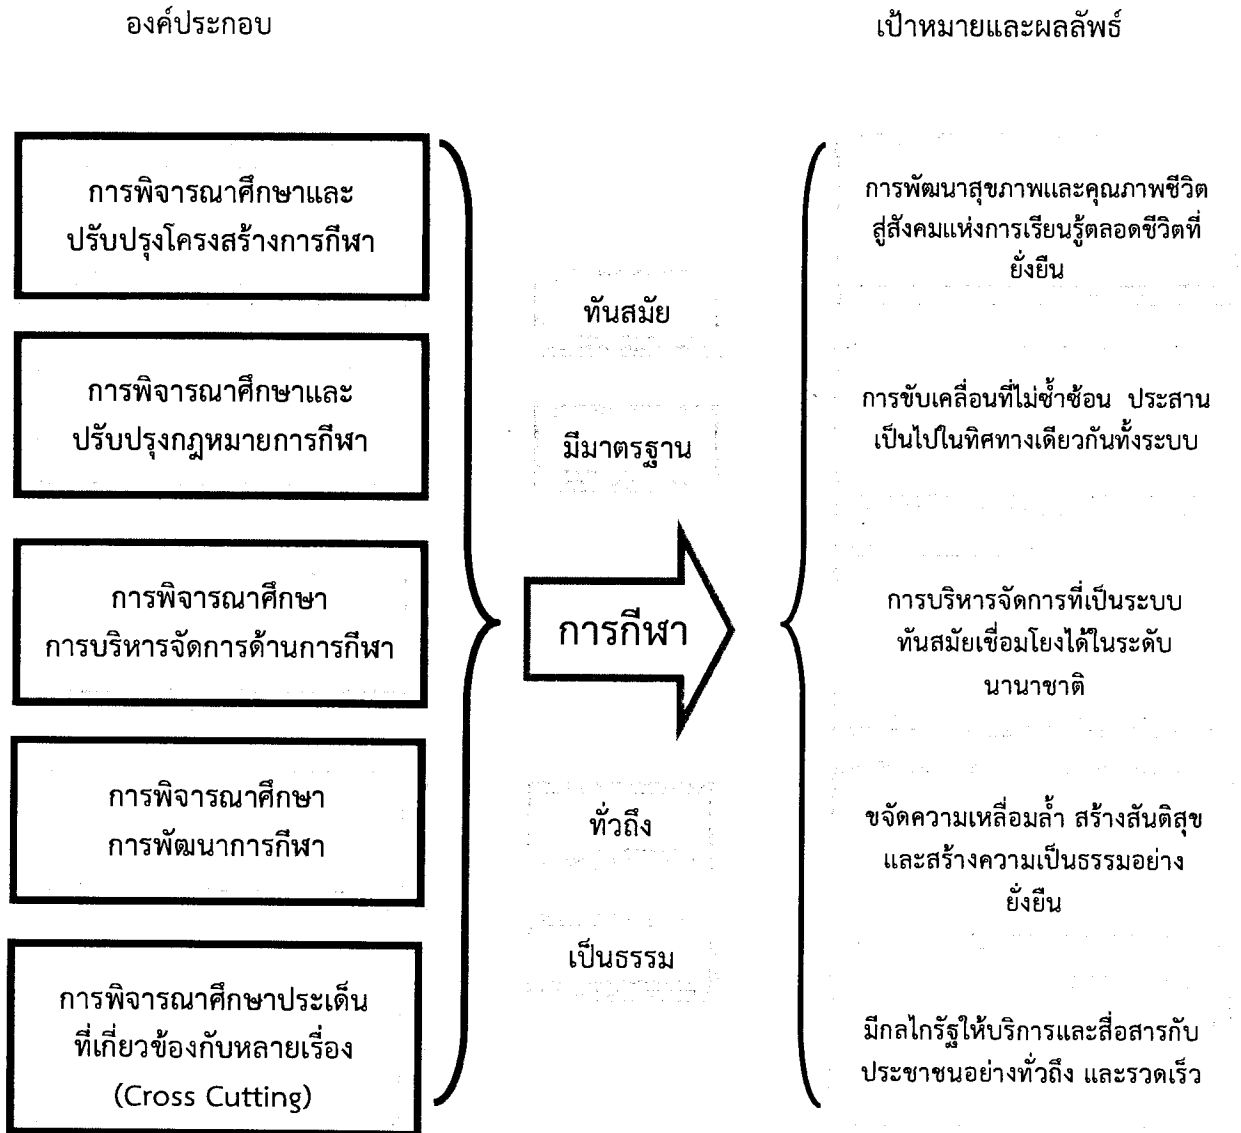 องค์ประกอบ
เป้าหมายและผลลัพธ์
การพิจารณาศึกษาและ
ปรับปรุงโครงสร้างการกีฬา
การพิจารณาศึกษาและ
ปรับปรุงกฎหมายการกีฬา
การพิจารณาศึกษา
การบริหารจัดการด้านการกีฬา
การพิจารณาศึกษา
การพัฒนาการกีฬา
การพิจารณาศึกษาประเด็น
ที่เกี่ยวข้องกับหลายเรื่อง
(Cross Cutting)
ทันสมัย
มีมาตรฐาน
การกีฬา
ทั่วถึง
เป็นธรรม
การพัฒนาสุขภาพและคุณภาพชีวิต
สู่สังคมแห่งการเรียนรู้ตลอดชีวิตที่
ยั่งยืน
การขับเคลื่อนที่ไม่ซ้ำซ้อน ประสาน
เป็นไปในทิศทางเดียวกันทั้งระบบ
การบริหารจัดการที่เป็นระบบ
ทันสมัยเชื่อมโยงได้ในระดับ
นานาชาติ
ขจัดความเหลื่อมล้ำ สร้างสันติสุข
และสร้างความเป็นธรรมอย่าง
ยั่งยืน
มีกลไกรัฐให้บริการและสื่อสารกับ
ประชาชนอย่างทั่วถึง และรวดเร็ว